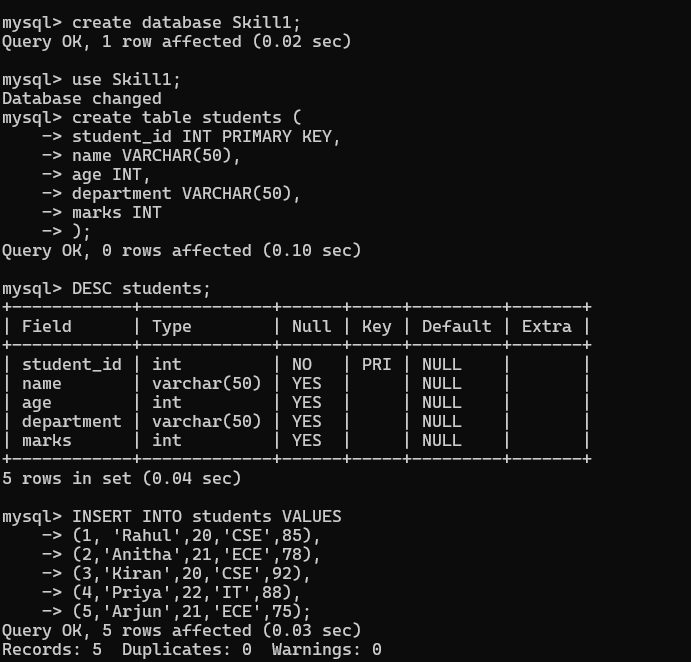 mysql> create database Skill1;
Query OK, 1 row affected (0.02 sec)

mysql> use Skill1;
Database changed
mysql> create table students (
    -> student_id INT PRIMARY KEY,
    -> name VARCHAR(50),
    -> age INT,
    -> department VARCHAR(50),
    -> marks INT
    -> );
Query OK, 0 rows affected (0.10 sec)

mysql> DESC students;
+------------+-------------+------+-----+---------+-------+
| Field      | Type        | Null | Key | Default | Extra |
+------------+-------------+------+-----+---------+-------+
| student_id | int         | NO   | PRI | NULL    |       |
| name       | varchar(50) | YES  |     | NULL    |       |
| age        | int         | YES  |     | NULL    |       |
| department | varchar(50) | YES  |     | NULL    |       |
| marks      | int         | YES  |     | NULL    |       |
+------------+-------------+------+-----+---------+-------+
5 rows in set (0.04 sec)

mysql> INSERT INTO students VALUES
    -> (1, 'Rahul',20,'CSE',85),
    -> (2,'Anitha',21,'ECE',78),
    -> (3,'Kiran',20,'CSE',92),
    -> (4,'Priya',22,'IT',88),
    -> (5,'Arjun',21,'ECE',75);
Query OK, 5 rows affected (0.03 sec)
Records: 5  Duplicates: 0  Warnings: 0